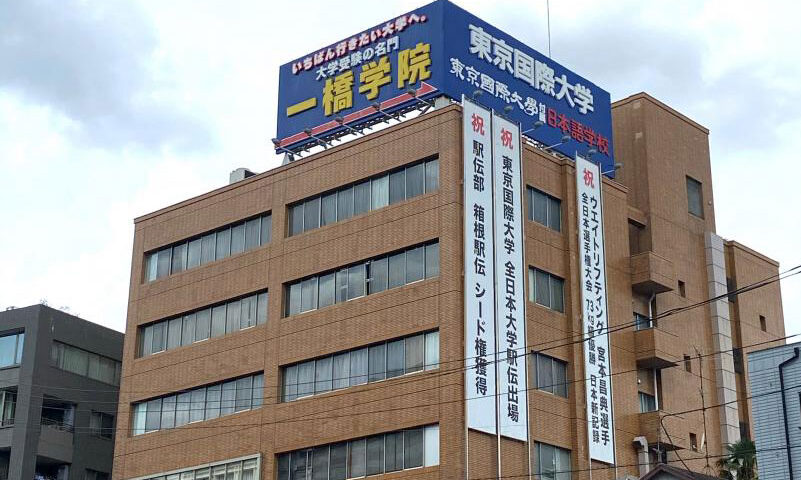 いちばん行きたい大学へ。
大学受験の名門
一橋学院
東京国際大学
東京國際大學付属日本語学校
祝 駅伝部 箱根駅伝 シード権獲得
祝 東京国際大学 全日本大学駅伝出場
祝 ウエイトリフティング 宮本昌典選手
全日本選手権大会 73kg級優勝 日本新記録